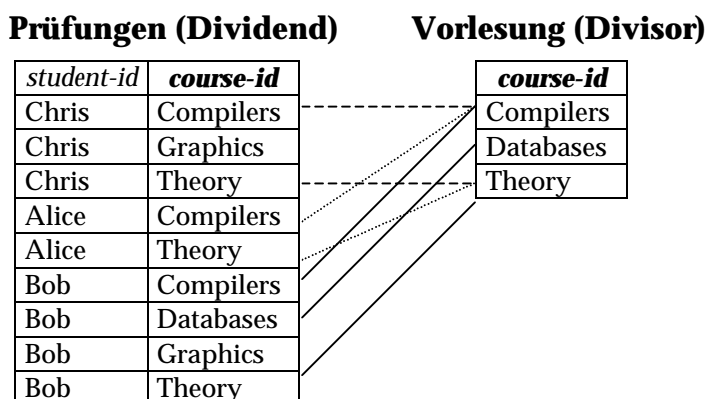 Prüfungen (Dividend)
student-id course-id
Chris Compilers
Chris Graphics
Chris Theory
Alice Compilers
Alice Theory
Bob Compilers
Bob Databases
Bob Graphics
Bob Theory
Vorlesung (Divisor)
course-id
Compilers
Databases
Theory